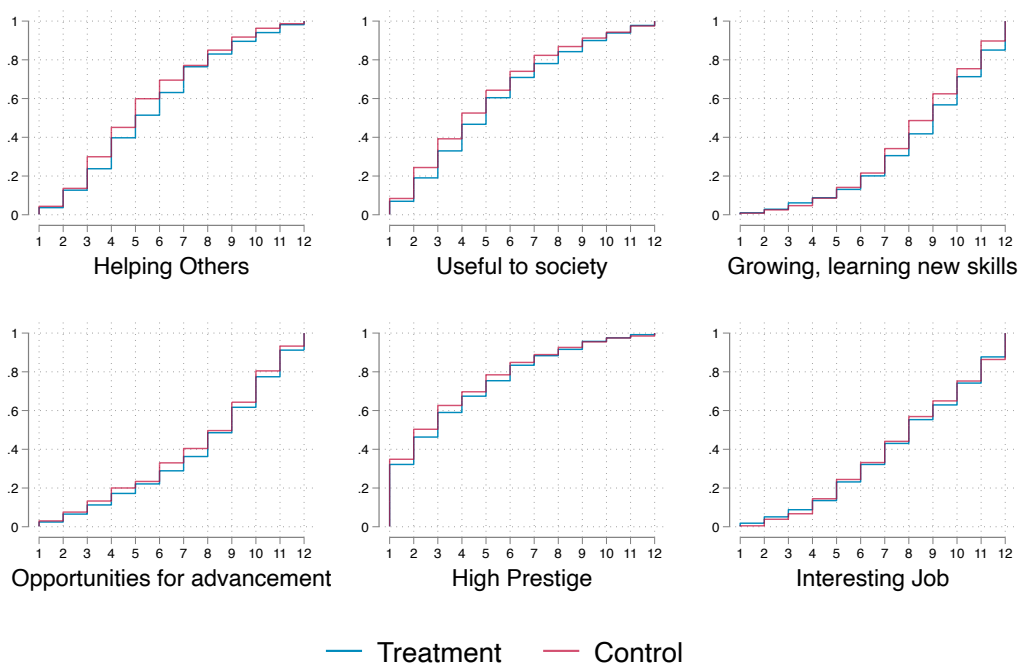 1
.8
.6
.4
.2
0
1 2 3 4 5 6 7 8 9 10 11 12
Helping Others
1
.8
.6
.4
.2
0
1 2 3 4 5 6 7 8 9 10 11 12
Useful to society
1
.8
.6
.4
.2
0
1 2 3 4 5 6 7 8 9 10 11 12
Growing, learning new skills
1
.8
.6
.4
.2
0
1 2 3 4 5 6 7 8 9 10 11 12
Opportunities for advancement
1
.8
.6
.4
.2
0
1 2 3 4 5 6 7 8 9 10 11 12
High Prestige
1
.8
.6
.4
.2
0
1 2 3 4 5 6 7 8 9 10 11 12
Interesting Job
Treatment Control